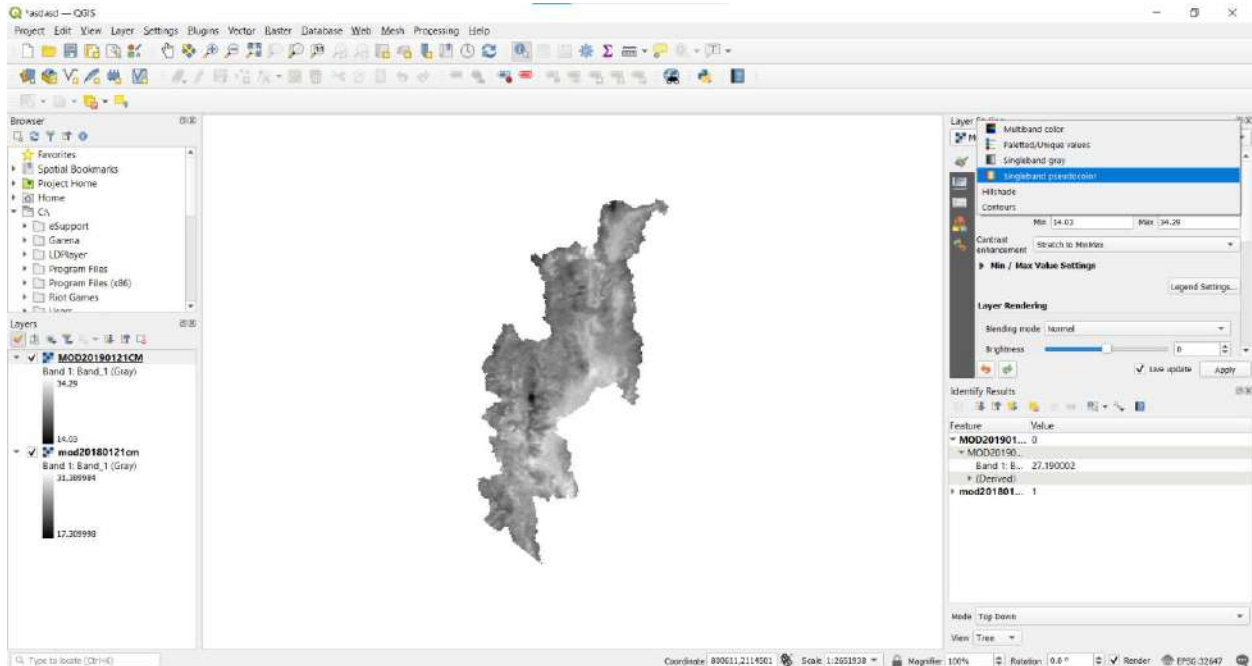 *asdasd — QGIS
Project Edit View Layer Settings Plugins Vector Raster Database Web Mesh Processing Help
Browser
Favorites
Spatial Bookmarks
Project Home
Home
C:\
eSupport
Garena
LDPlayer
Program Files
Program Files (x86)
Riot Games
Users
Layers
MOD20190121CM
Band 1: Band_1 (Gray)
34.29
14.03
mod20180121cm
Band 1: Band_1 (Gray)
31.309984
17.309998
Layer
Multiband color
Paletted/Unique values
Singleband gray
Singleband pseudocolor
Hillshade
Contours
Min 14.03 Max 34.29
Contrast enhancement Stretch to MinMax
Min / Max Value Settings
Legend Settings...
Layer Rendering
Blending mode Normal
Brightness 0
Live update Apply
Identify Results
Feature Value
MOD201901... 0
MOD20190...
Band 1: B... 27.190002
(Derived)
mod201801... 1
Mode Top Down
View Tree
Type to locate (Ctrl+K) Coordinate 800611,2114501 Scale 1:2651938 Magnifier 100% Rotation 0.0 ° Render EPSG:32647